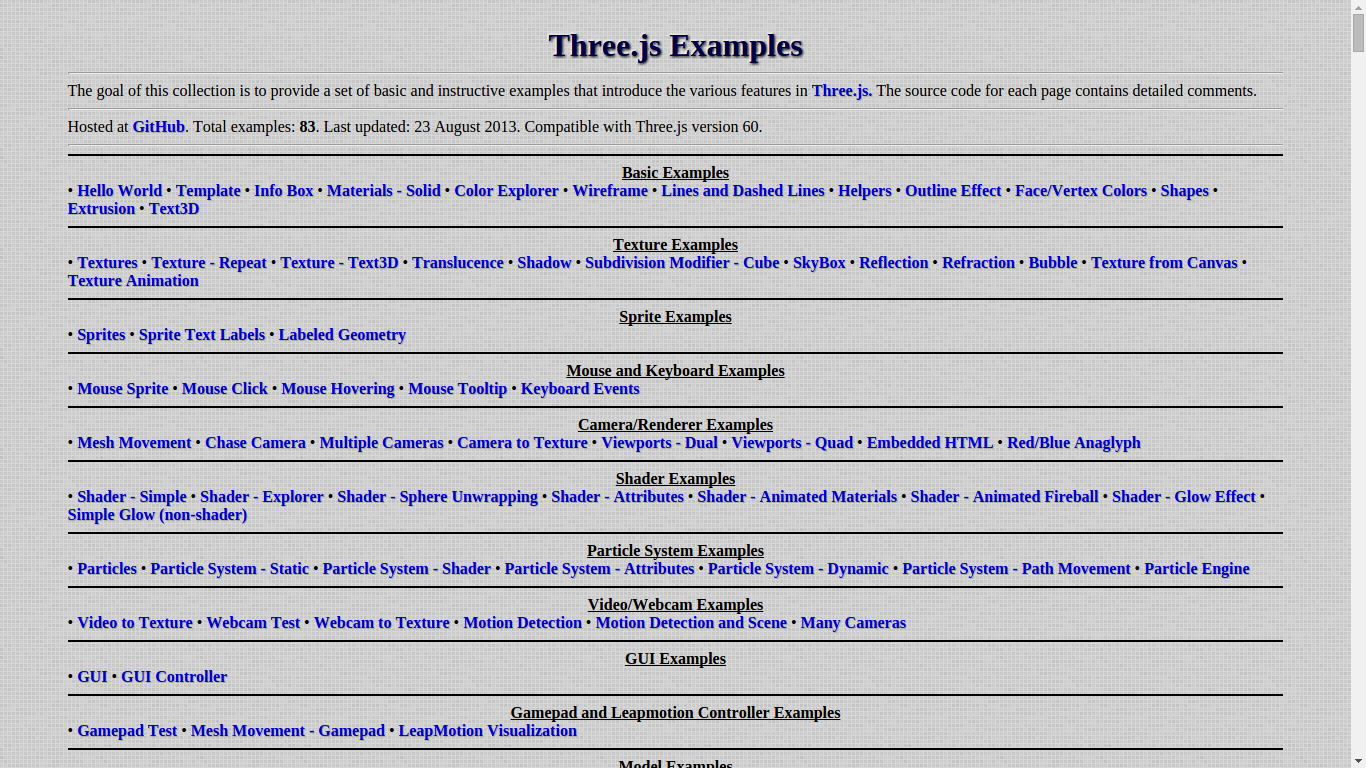 Three.js Examples
The goal of this collection is to provide a set of basic and instructive examples that introduce the various features in Three.js. The source code for each page contains detailed comments.
Hosted at GitHub. Total examples: 83. Last updated: 23 August 2013. Compatible with Three.js version 60.
Basic Examples
• Hello World • Template • Info Box • Materials - Solid • Color Explorer • Wireframe • Lines and Dashed Lines • Helpers • Outline Effect • Face/Vertex Colors • Shapes •
Extrusion • Text3D
Texture Examples
• Textures • Texture - Repeat • Texture - Text3D • Translucence • Shadow • Subdivision Modifier - Cube • SkyBox • Reflection • Refraction • Bubble • Texture from Canvas •
Texture Animation
Sprite Examples
• Sprites • Sprite Text Labels • Labeled Geometry
Mouse and Keyboard Examples
• Mouse Sprite • Mouse Click • Mouse Hovering • Mouse Tooltip • Keyboard Events
Camera/Renderer Examples
• Mesh Movement • Chase Camera • Multiple Cameras • Camera to Texture • Viewports - Dual • Viewports - Quad • Embedded HTML • Red/Blue Anaglyph
Shader Examples
• Shader - Simple • Shader - Explorer • Shader - Sphere Unwrapping • Shader - Attributes • Shader - Animated Materials • Shader - Animated Fireball • Shader - Glow Effect •
Simple Glow (non-shader)
Particle System Examples
• Particles • Particle System - Static • Particle System - Shader • Particle System - Attributes • Particle System - Dynamic • Particle System - Path Movement • Particle Engine
Video/Webcam Examples
• Video to Texture • Webcam Test • Webcam to Texture • Motion Detection • Motion Detection and Scene • Many Cameras
GUI Examples
• GUI • GUI Controller
Gamepad and Leapmotion Controller Examples
• Gamepad Test • Mesh Movement - Gamepad • LeapMotion Visualization
Model Examples